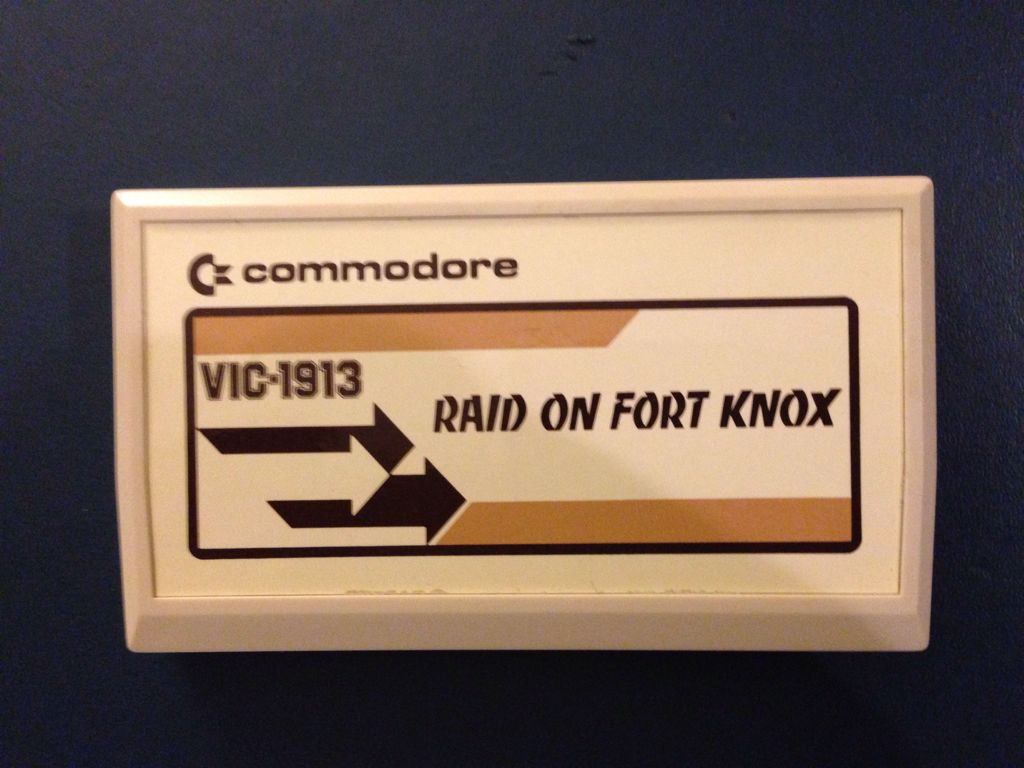 commodore
VIC-1913
RAID ON FORT KNOX